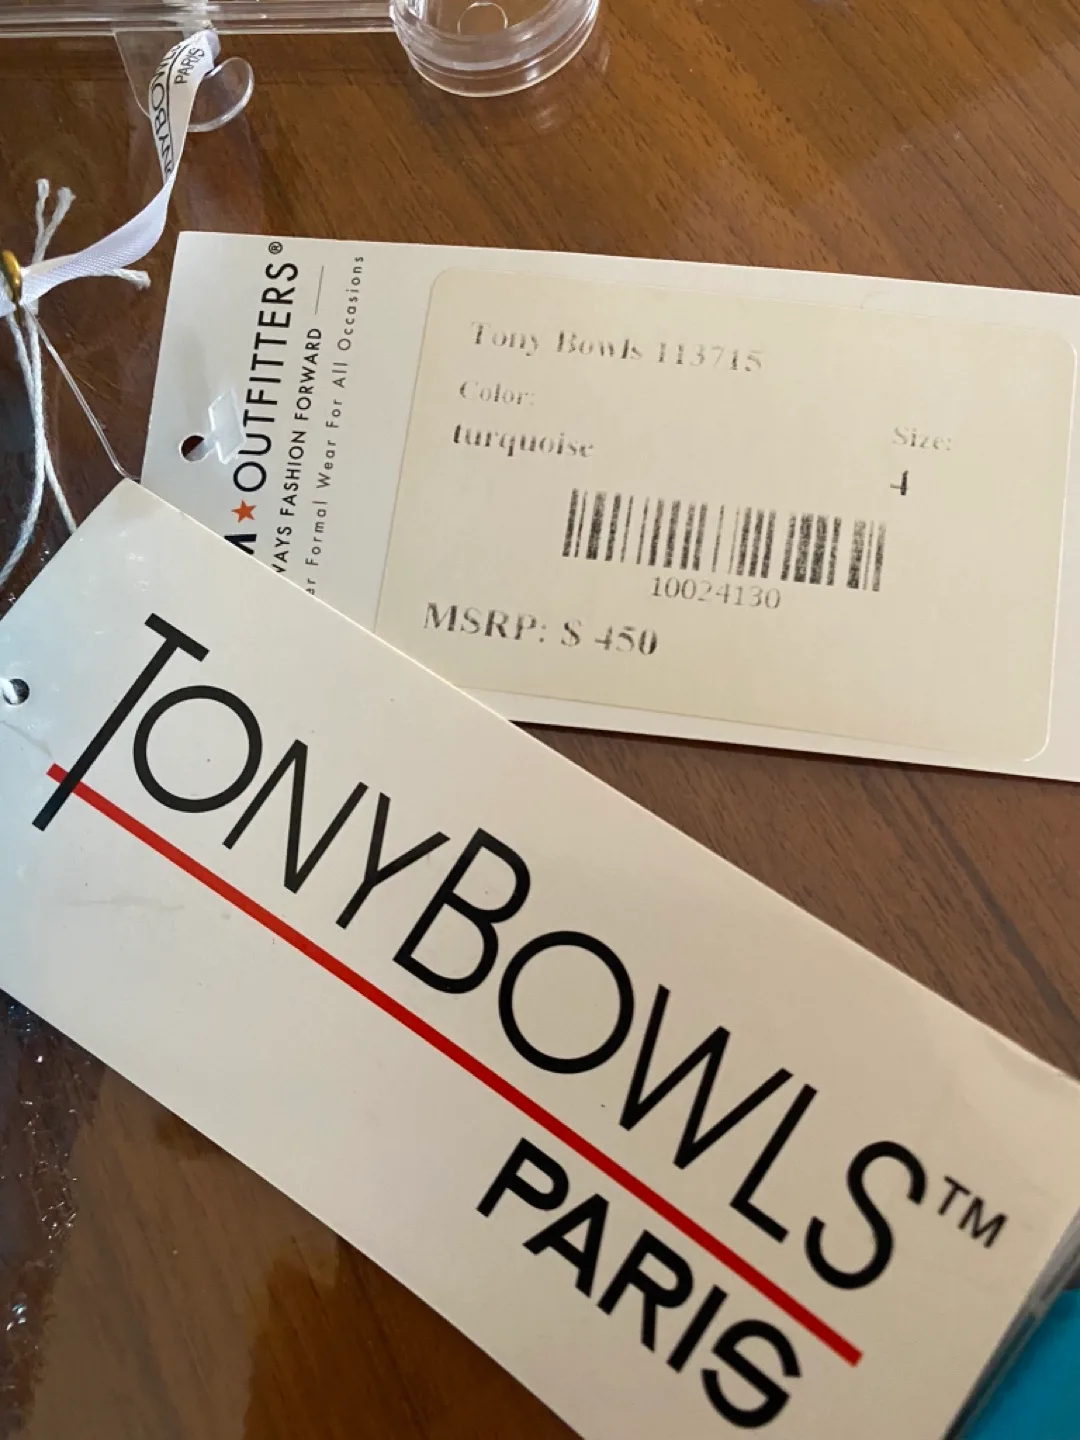 TONYBOWLS
PARIS
OUTFITTERS®
FASHION FORWARD
Formal Wear For All Occasions
Tony Bowls 113715
Color:
turquoise
Size:
4
10024130
MSRP: $ 450
TONYBOWLS™
PARIS